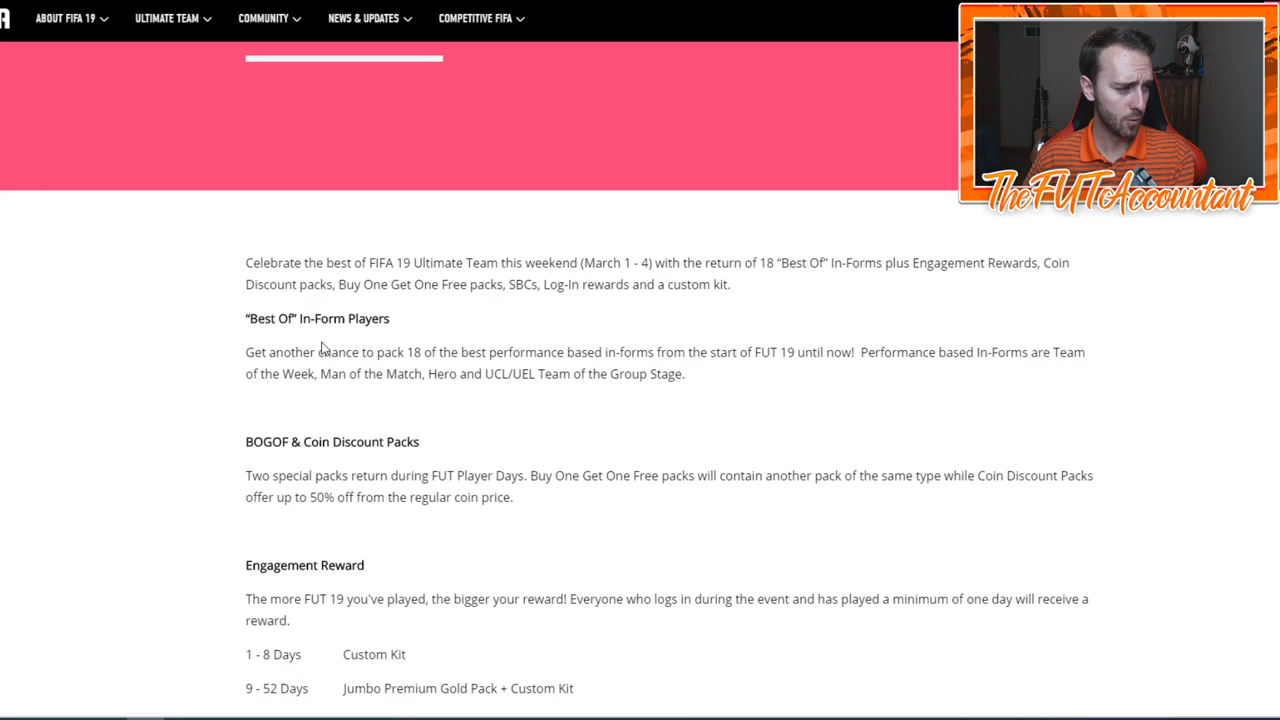 A ABOUT FIFA 19 ULTIMATE TEAM COMMUNITY NEWS & UPDATES COMPETITIVE FIFA
TheFUTAccountant
Celebrate the best of FIFA 19 Ultimate Team this weekend (March 1 - 4) with the return of 18 “Best Of” In-Forms plus Engagement Rewards, Coin
Discount packs, Buy One Get One Free packs, SBCs, Log-In rewards and a custom kit.
“Best Of” In-Form Players
Get another chance to pack 18 of the best performance based in-forms from the start of FUT 19 until now! Performance based In-Forms are Team
of the Week, Man of the Match, Hero and UCL/UEL Team of the Group Stage.
BOGOF & Coin Discount Packs
Two special packs return during FUT Player Days. Buy One Get One Free packs will contain another pack of the same type while Coin Discount Packs
offer up to 50% off from the regular coin price.
Engagement Reward
The more FUT 19 you've played, the bigger your reward! Everyone who logs in during the event and has played a minimum of one day will receive a
reward.
1 - 8 Days Custom Kit
9 - 52 Days Jumbo Premium Gold Pack + Custom Kit